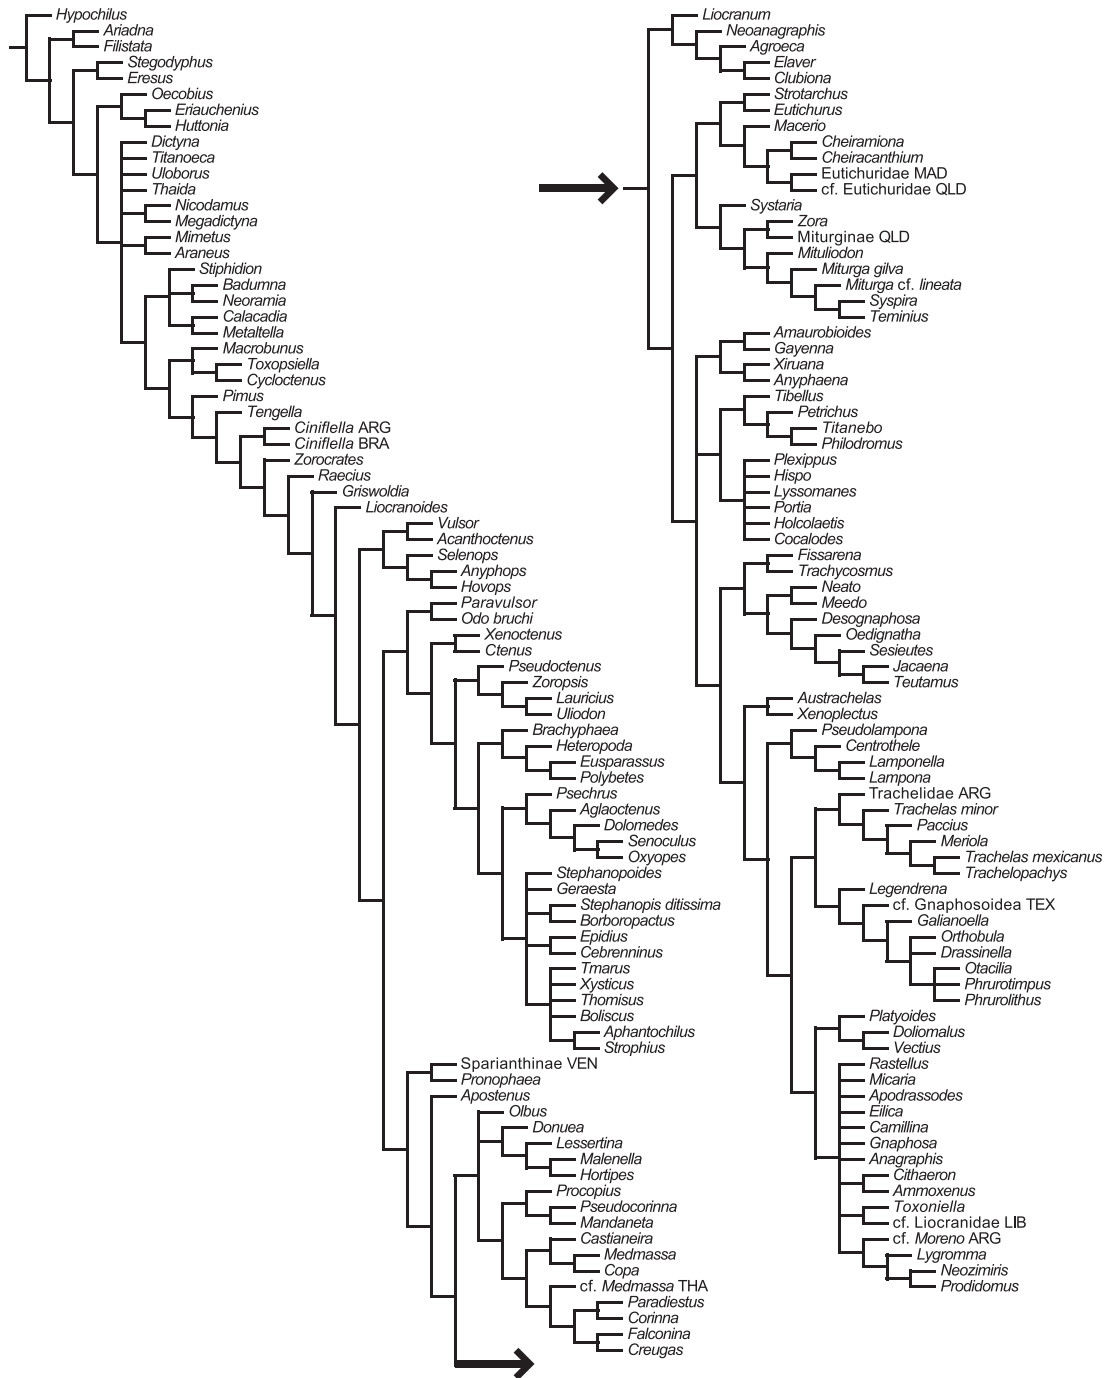 Hypochilus
Ariadna
Filistata
Stegodyphus
Eresus
Oecobius
Eriauchenius
Huttonia
Dictyna
Titanoeca
Uloborus
Thaida
Nicodamus
Megadictyna
Mimetus
Araneus
Stiphidion
Badumna
Neoramia
Calacadia
Metaltella
Macrobunus
Toxopsiella
Cycloctenus
Pimus
Tengella
Ciniflella ARG
Ciniflella BRA
Zorocrates
Raecius
Griswoldia
Liocranoides
Vulsor
Acanthoctenus
Selenops
Anyphops
Hovops
Paravulsor
Odo bruchi
Xenoctenus
Ctenus
Pseudoctenus
Zoropsis
Lauricius
Uliodon
Brachyphaea
Heteropoda
Eusparassus
Polybetes
Psechrus
Aglaoctenus
Dolomedes
Senoculus
Oxyopes
Stephanopoides
Geraesta
Stephanopis ditissima
Borboropactus
Epidius
Cebrenninus
Tmarus
Xysticus
Thomisus
Boliscus
Aphantochilus
Strophius
Sparianthinae VEN
Pronophaea
Apostenus
Olbus
Donuea
Lessertina
Malenella
Hortipes
Procopius
Pseudocorinna
Mandaneta
Castianeira
Medmassa
Copa
cf. Medmassa THA
Paradiestus
Corinna
Falconina
Creugas
Liocranum
Neoanagraphis
Agroeca
Elaver
Clubiona
Strotarchus
Eutichurus
Macerio
Cheiramiona
Cheiracanthium
Eutichuridae MAD
cf. Eutichuridae QLD
Systaria
Zora
Miturginae QLD
Mituliodon
Miturga gilva
Miturga cf. lineata
Syspira
Teminius
Amaurobioides
Gayenna
Xiruana
Anyphaena
Tibellus
Petrichus
Titanebo
Philodromus
Plexippus
Hispo
Lyssomanes
Portia
Holcolaetis
Cocalodes
Fissarena
Trachycosmus
Neato
Meedo
Desognaphosa
Oedignatha
Sesieutes
Jacaena
Teutamus
Austrachelas
Xenoplectus
Pseudolampona
Centrothele
Lamponella
Lampona
Trachelidae ARG
Trachelas minor
Paccius
Meriola
Trachelas mexicanus
Trachelopachys
Legendrena
cf. Gnaphosoidea TEX
Galianoella
Orthobula
Drassinella
Otacilia
Phrurotimpus
Phrurolithus
Platyoides
Doliomalus
Vectius
Rastellus
Micaria
Apodrassodes
Eilica
Camillina
Gnaphosa
Anagraphis
Cithaeron
Ammoxenus
Toxoniella
cf. Liocranidae LIB
cf. Moreno ARG
Lygromma
Neozimiris
Prodidomus